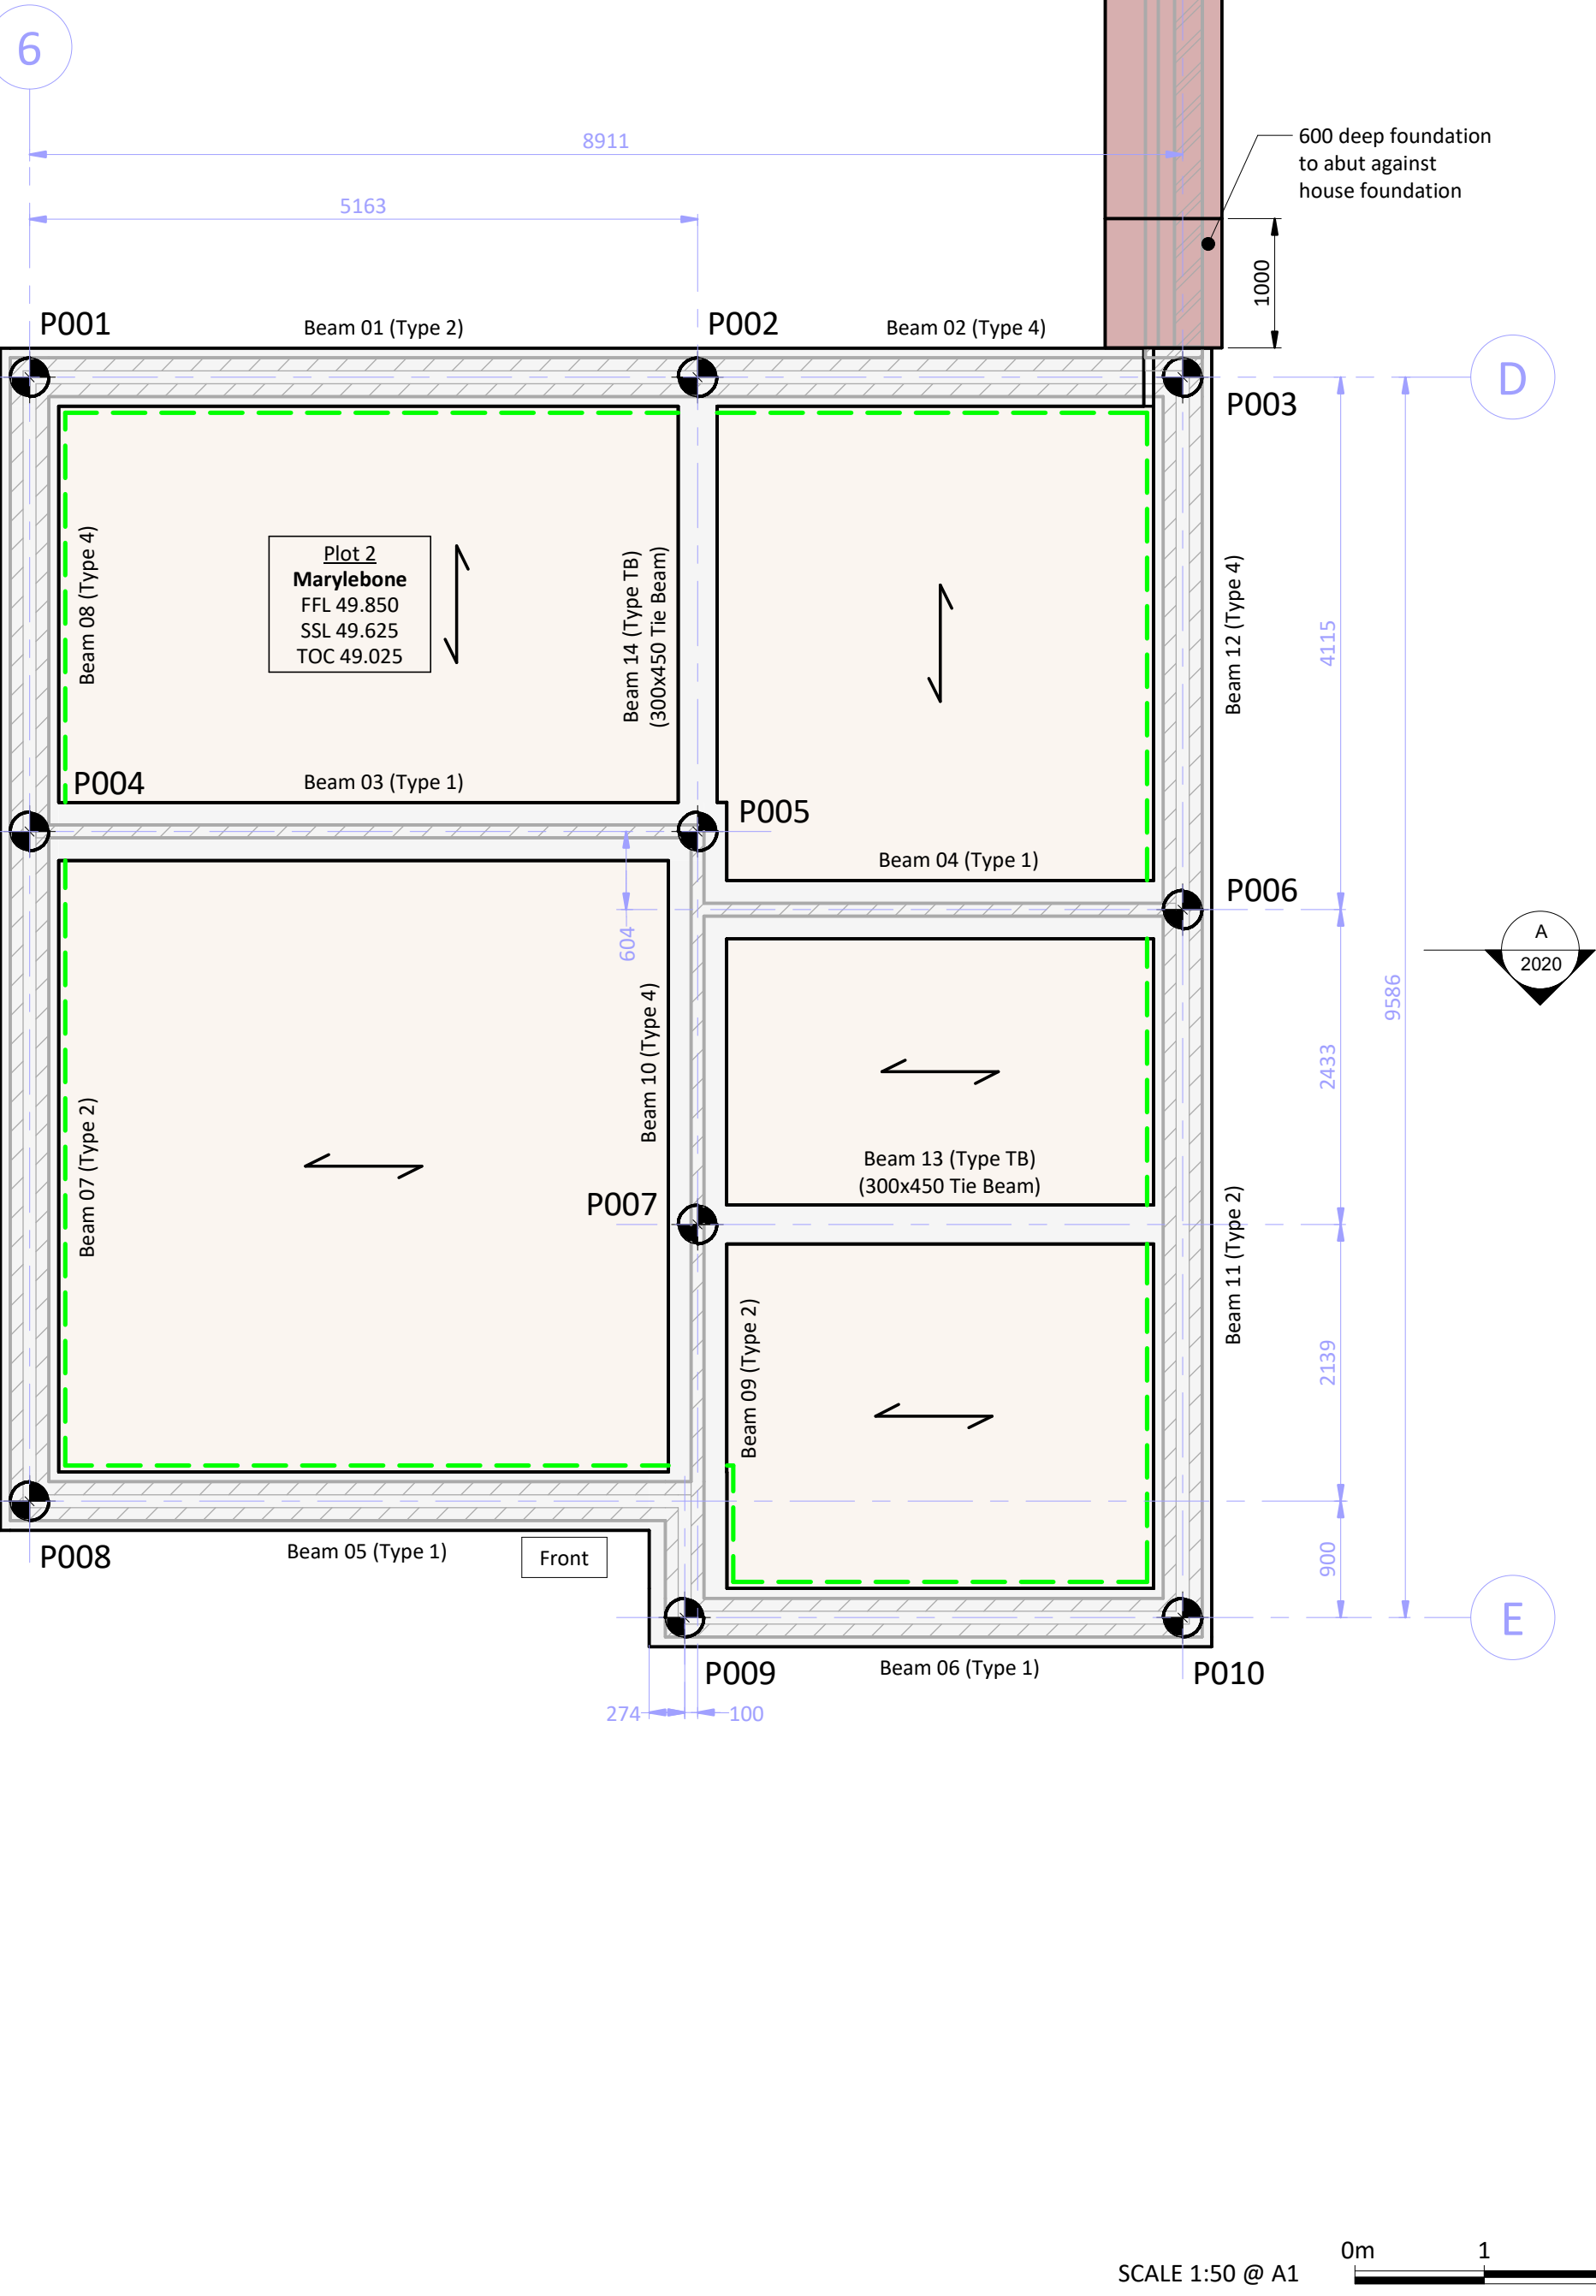 6
8911
600 deep foundation
to abut against
house foundation
5163
1000
P001
Beam 01 (Type 2)
P002
Beam 02 (Type 4)
D
P003
Beam 08 (Type 4)
Plot 2
Marylebone
FFL 49.850
SSL 49.625
TOC 49.025
Beam 14 (Type TB)
(300x450 Tie Beam)
Beam 12 (Type 4)
4115
P004
Beam 03 (Type 1)
P005
Beam 04 (Type 1)
P006
604
A
2020
9586
Beam 10 (Type 4)
2433
Beam 07 (Type 2)
Beam 13 (Type TB)
(300x450 Tie Beam)
P007
Beam 11 (Type 2)
Beam 09 (Type 2)
2139
P008
Beam 05 (Type 1)
Front
900
E
P009
Beam 06 (Type 1)
P010
274
100
0m
1
SCALE 1:50 @ A1